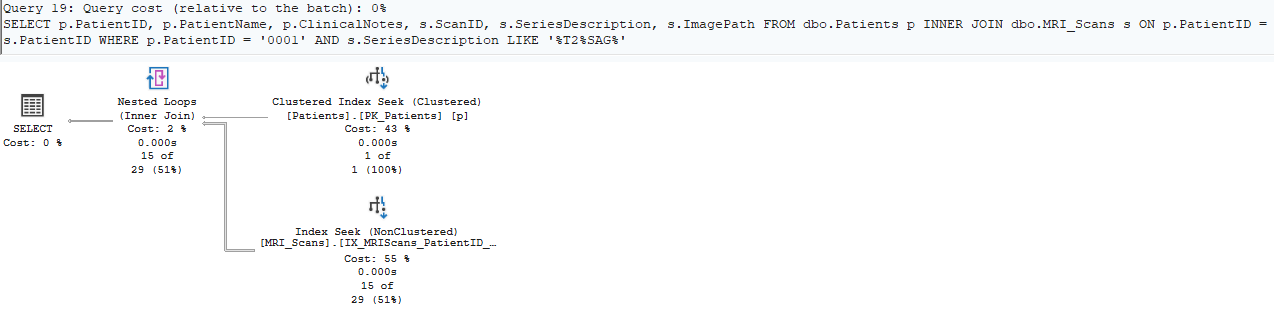 Query 19: Query cost (relative to the batch): 0%
SELECT p.PatientID, p.PatientName, p.ClinicalNotes, s.ScanID, s.SeriesDescription, s.ImagePath FROM dbo.Patients p INNER JOIN dbo.MRI_Scans s ON p.PatientID =
s.PatientID WHERE p.PatientID = '0001' AND s.SeriesDescription LIKE '%T2%SAG%'
SELECT
Cost: 0 %
Nested Loops
(Inner Join)
Cost: 2 %
0.000s
15 of
29 (51%)
Clustered Index Seek (Clustered)
[Patients].[PK_Patients] [p]
Cost: 43 %
0.000s
1 of
1 (100%)
Index Seek (NonClustered)
[MRI_Scans].[IX_MRIScans_PatientID_…
Cost: 55 %
0.000s
15 of
29 (51%)